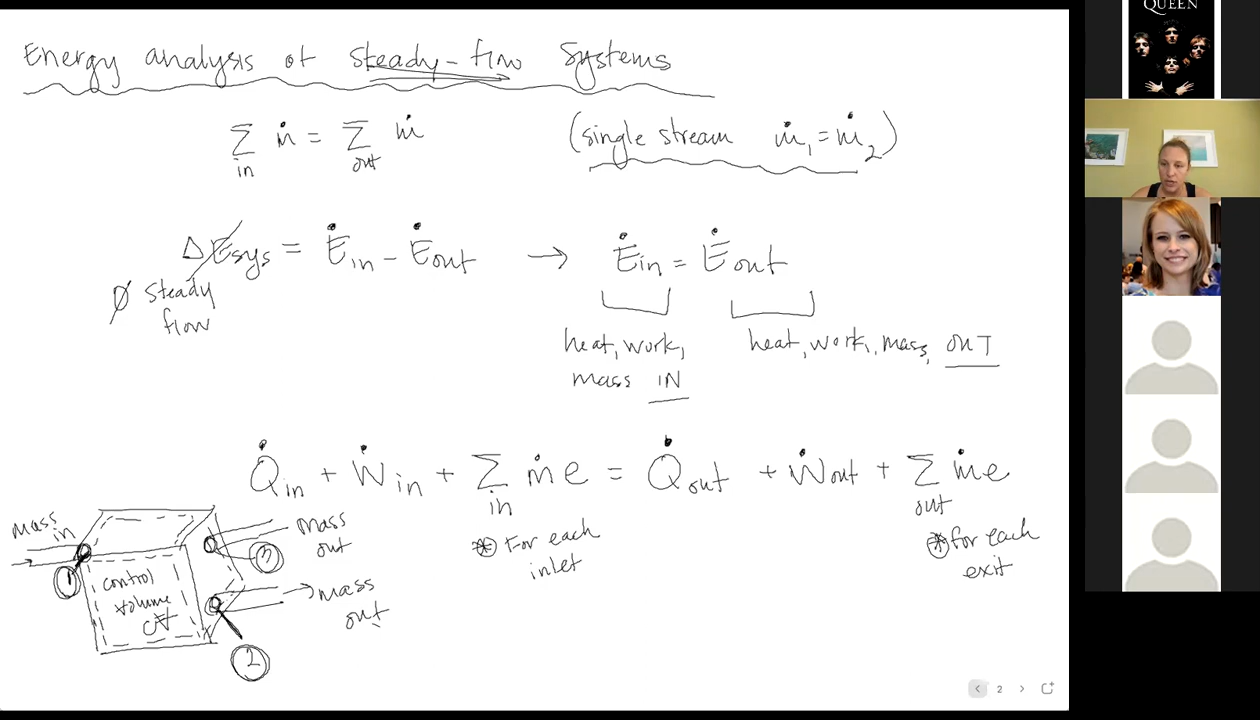 Energy analysis of steady-flow Systems
∑ ṁ = ∑ ṁ
in out
(single stream ṁ₁ = ṁ₂)
ΔEsys = Ėin - Ėout → Ėin = Ėout
∅ steady
flow
heat, work,
mass IN
heat, work, mass, OUT
Q̇in + Ẇin + ∑ ṁe = Q̇out + Ẇout + ∑ ṁe
in out
⊛ For each
inlet
⊛ for each
exit
mass
in
mass
out
mass
out
control
volume
CV
1
3
2
2
QUEEN